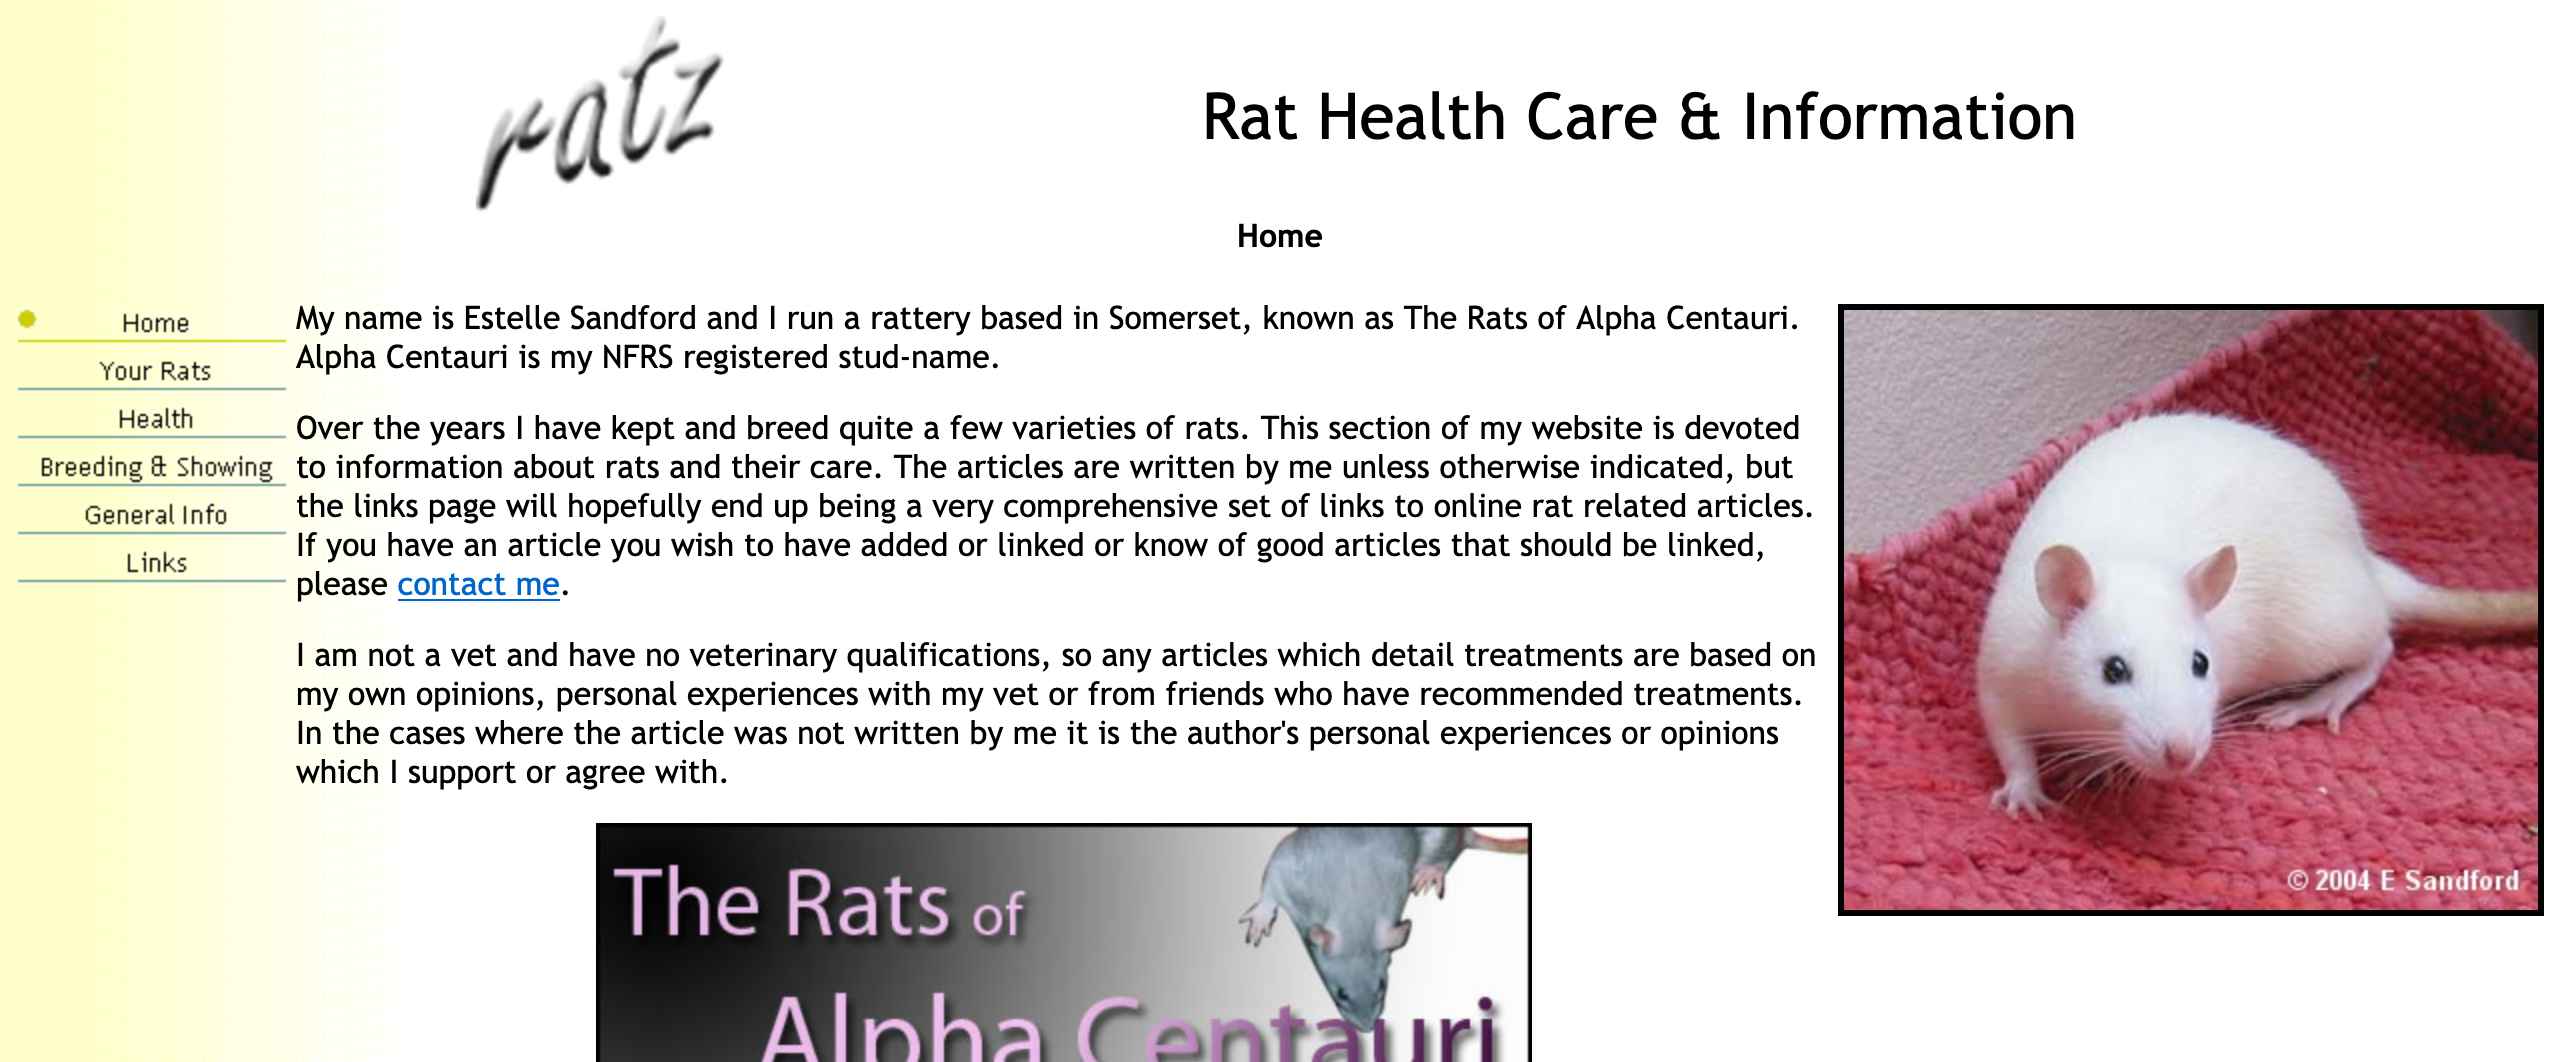 ratz
Rat Health Care & Information
Home
Home
Your Rats
Health
Breeding & Showing
General Info
Links
My name is Estelle Sandford and I run a rattery based in Somerset, known as The Rats of Alpha Centauri.
Alpha Centauri is my NFRS registered stud-name.
Over the years I have kept and breed quite a few varieties of rats. This section of my website is devoted
to information about rats and their care. The articles are written by me unless otherwise indicated, but
the links page will hopefully end up being a very comprehensive set of links to online rat related articles.
If you have an article you wish to have added or linked or know of good articles that should be linked,
please contact me.
I am not a vet and have no veterinary qualifications, so any articles which detail treatments are based on
my own opinions, personal experiences with my vet or from friends who have recommended treatments.
In the cases where the article was not written by me it is the author's personal experiences or opinions
which I support or agree with.
© 2004 E Sandford
The Rats of
Alpha Centauri